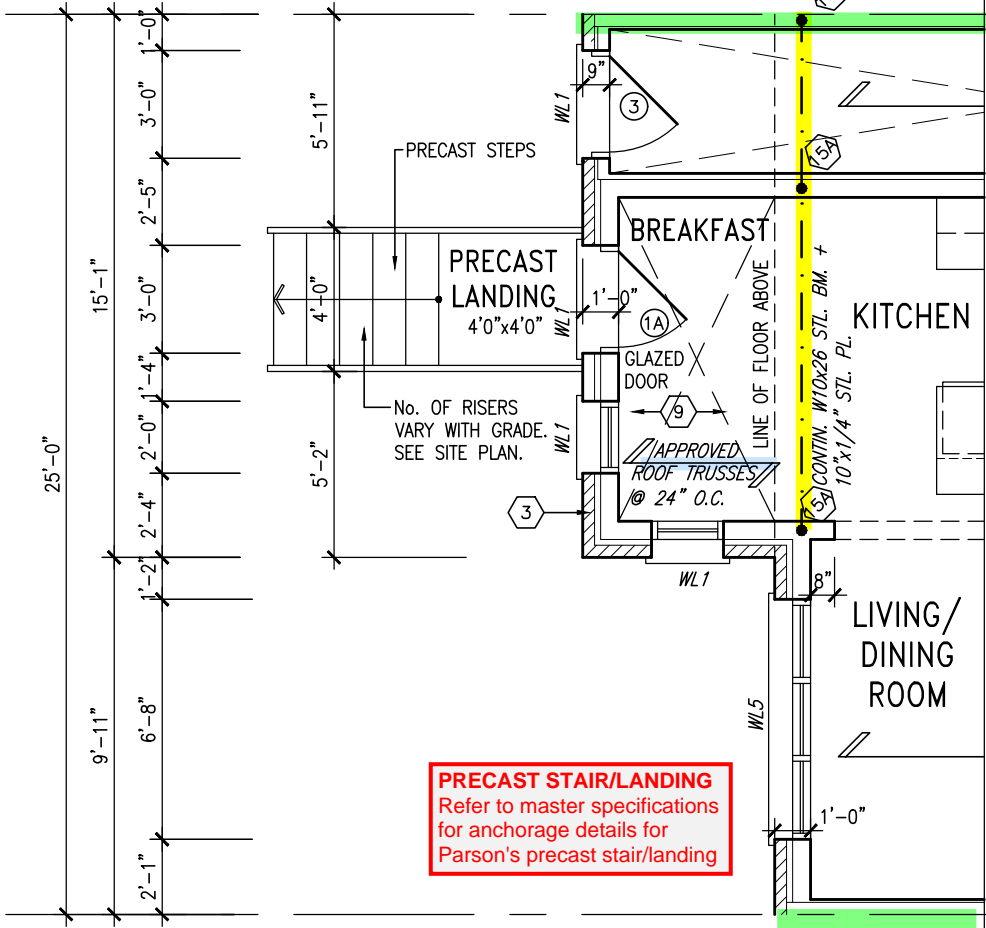 1'-0"
3'-0"
2'-5"
3'-0"
1'-4"
2'-0"
2'-4"
1'-2"
6'-8"
2'-1"
15'-1"
9'-11"
25'-0"
5'-11"
4'-0"
5'-2"
PRECAST STEPS
PRECAST
LANDING
4'0"x4'0"
No. OF RISERS
VARY WITH GRADE.
SEE SITE PLAN.
WL1
9"
3
15A
BREAKFAST
WL1
1'-0"
1A
GLAZED
DOOR
9
WL1
APPROVED
ROOF TRUSSES
@ 24" O.C.
LINE OF FLOOR ABOVE
CONTIN. W10x26 STL. BM. +
10"x1/4" STL. PL.
KITCHEN
15A
3
WL1
8"
LIVING/
DINING
ROOM
WL5
1'-0"
PRECAST STAIR/LANDING
Refer to master specifications
for anchorage details for
Parson's precast stair/landing